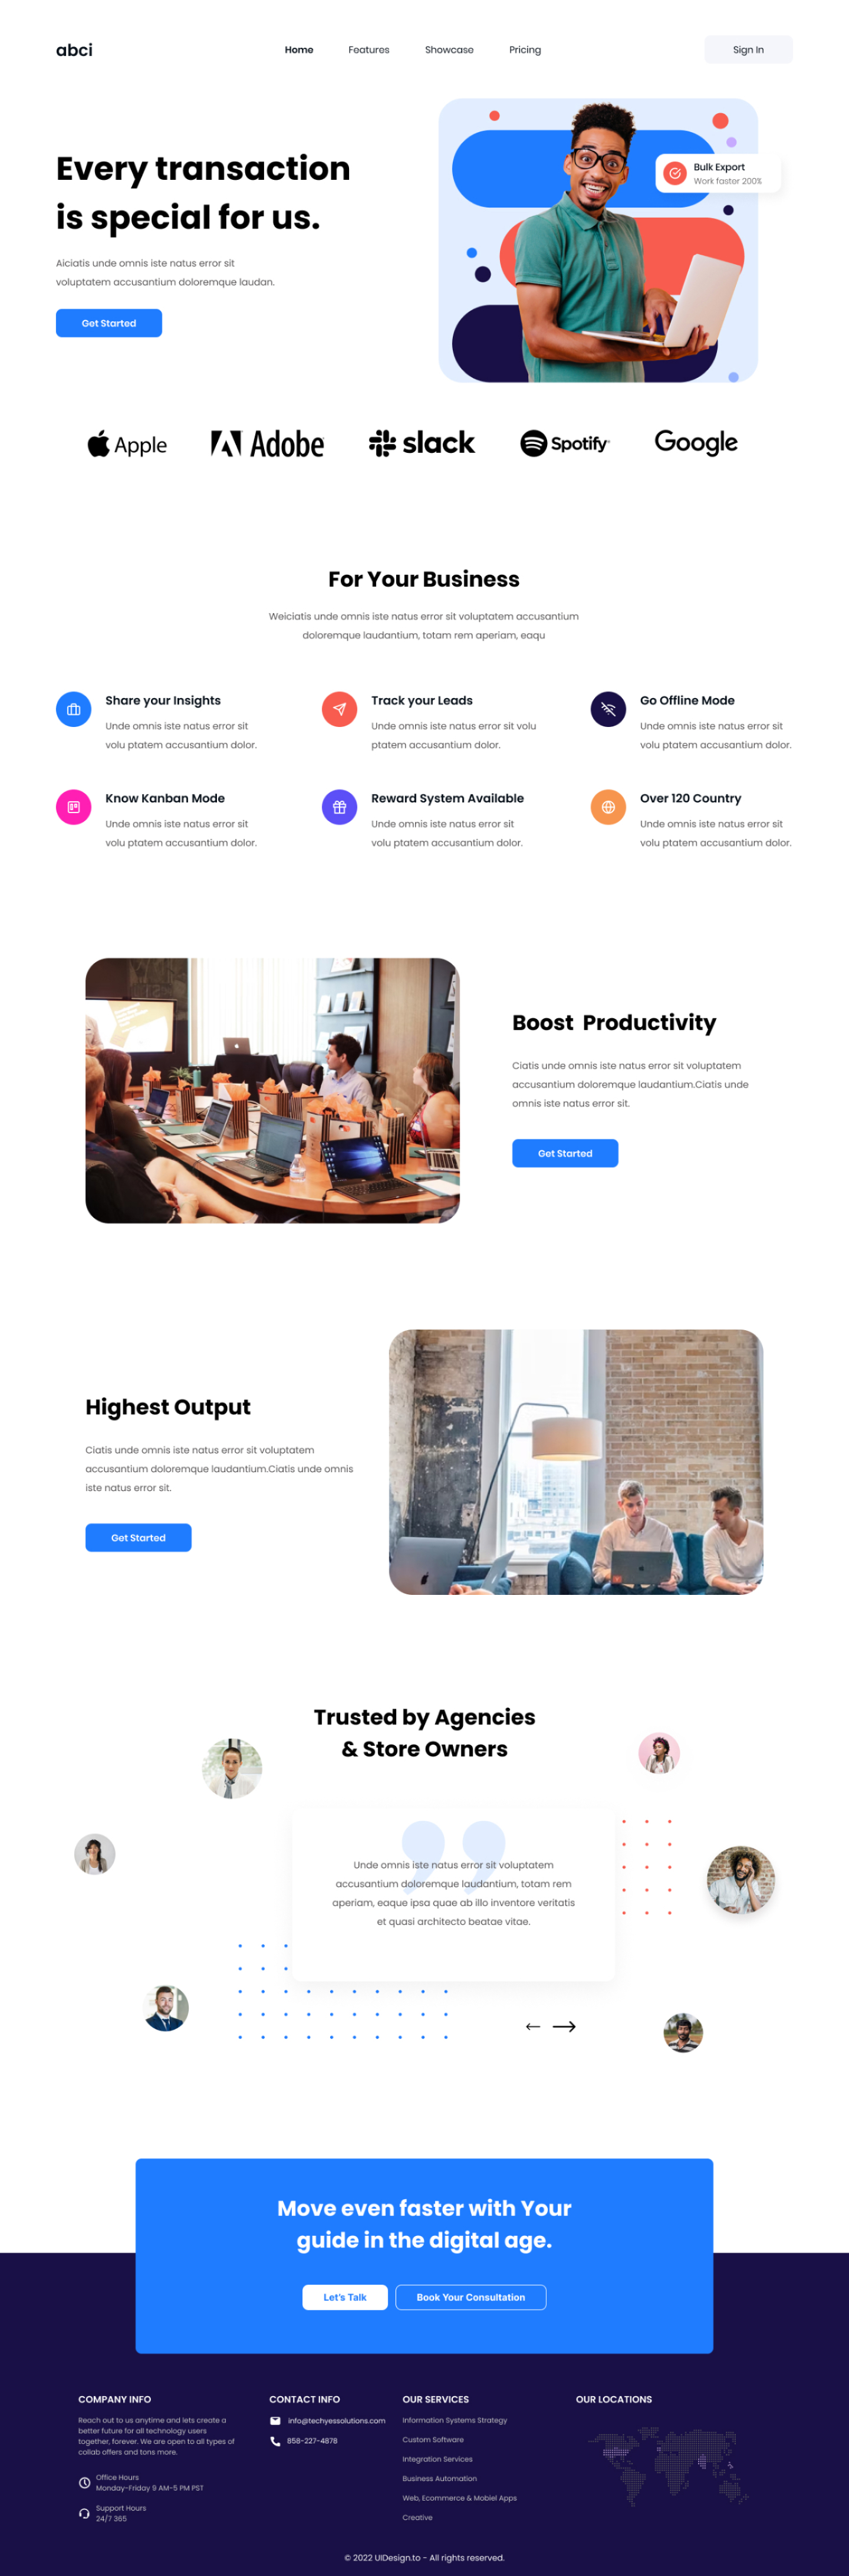 abci
Home
Features
Showcase
Pricing
Sign In
Every transaction
is special for us.
Aiciatis unde omnis iste natus error sit
voluptatem accusantium doloremque laudan.
Get Started
Bulk Export
Work faster 200%
Apple
Adobe
slack
Spotify
Google
For Your Business
Weiciatis unde omnis iste natus error sit voluptatem accusantium
doloremque laudantium, totam rem aperiam, eaqu
Share your Insights
Unde omnis iste natus error sit
volu ptatem accusantium dolor.
Track your Leads
Unde omnis iste natus error sit volu
ptatem accusantium dolor.
Go Offline Mode
Unde omnis iste natus error sit
volu ptatem accusantium dolor.
Know Kanban Mode
Unde omnis iste natus error sit
volu ptatem accusantium dolor.
Reward System Available
Unde omnis iste natus error sit
volu ptatem accusantium dolor.
Over 120 Country
Unde omnis iste natus error sit
volu ptatem accusantium dolor.
Boost Productivity
Ciatis unde omnis iste natus error sit voluptatem
accusantium doloremque laudantium.Ciatis unde
omnis iste natus error sit.
Get Started
Highest Output
Ciatis unde omnis iste natus error sit voluptatem
accusantium doloremque laudantium.Ciatis unde omnis
iste natus error sit.
Get Started
Trusted by Agencies
& Store Owners
Unde omnis iste natus error sit voluptatem
accusantium doloremque laudantium, totam rem
aperiam, eaque ipsa quae ab illo inventore veritatis
et quasi architecto beatae vitae.
Move even faster with Your
guide in the digital age.
Let's Talk
Book Your Consultation
COMPANY INFO
Reach out to us anytime and lets create a
better future for all technology users
together, forever. We are open to all types of
collab offers and tons more.
Office Hours
Monday-Friday 9 AM-5 PM PST
Support Hours
24/7 365
CONTACT INFO
info@techyessolutions.com
858-227-4878
OUR SERVICES
Information Systems Strategy
Custom Software
Integration Services
Business Automation
Web, Ecommerce & Mobiel Apps
Creative
OUR LOCATIONS
© 2022 UIDesign.to - All rights reserved.